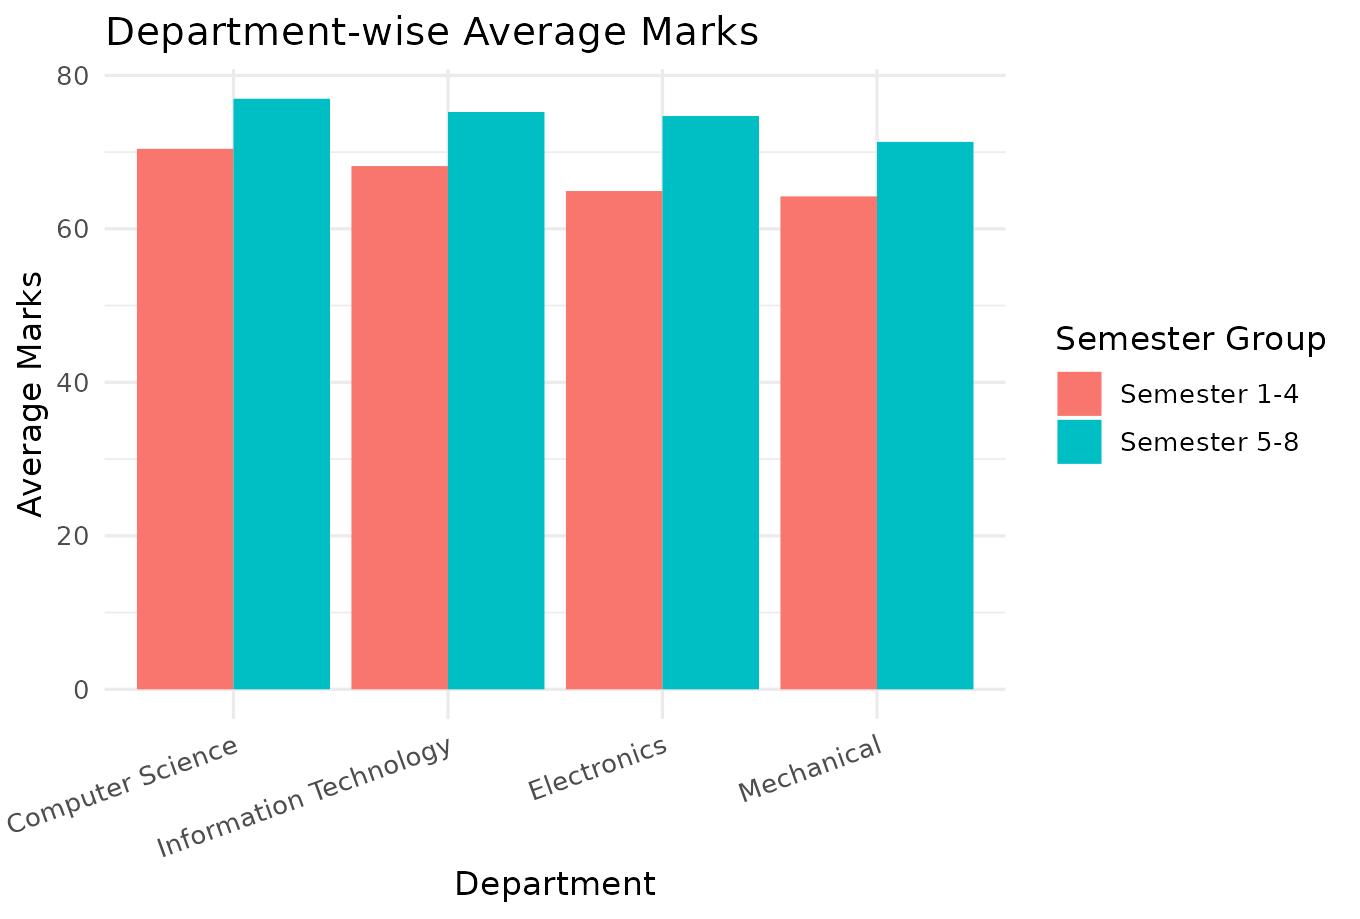 Department-wise Average Marks
80
60
40
20
0
Average Marks
Computer Science
Information Technology
Electronics
Mechanical
Department
Semester Group
Semester 1-4
Semester 5-8